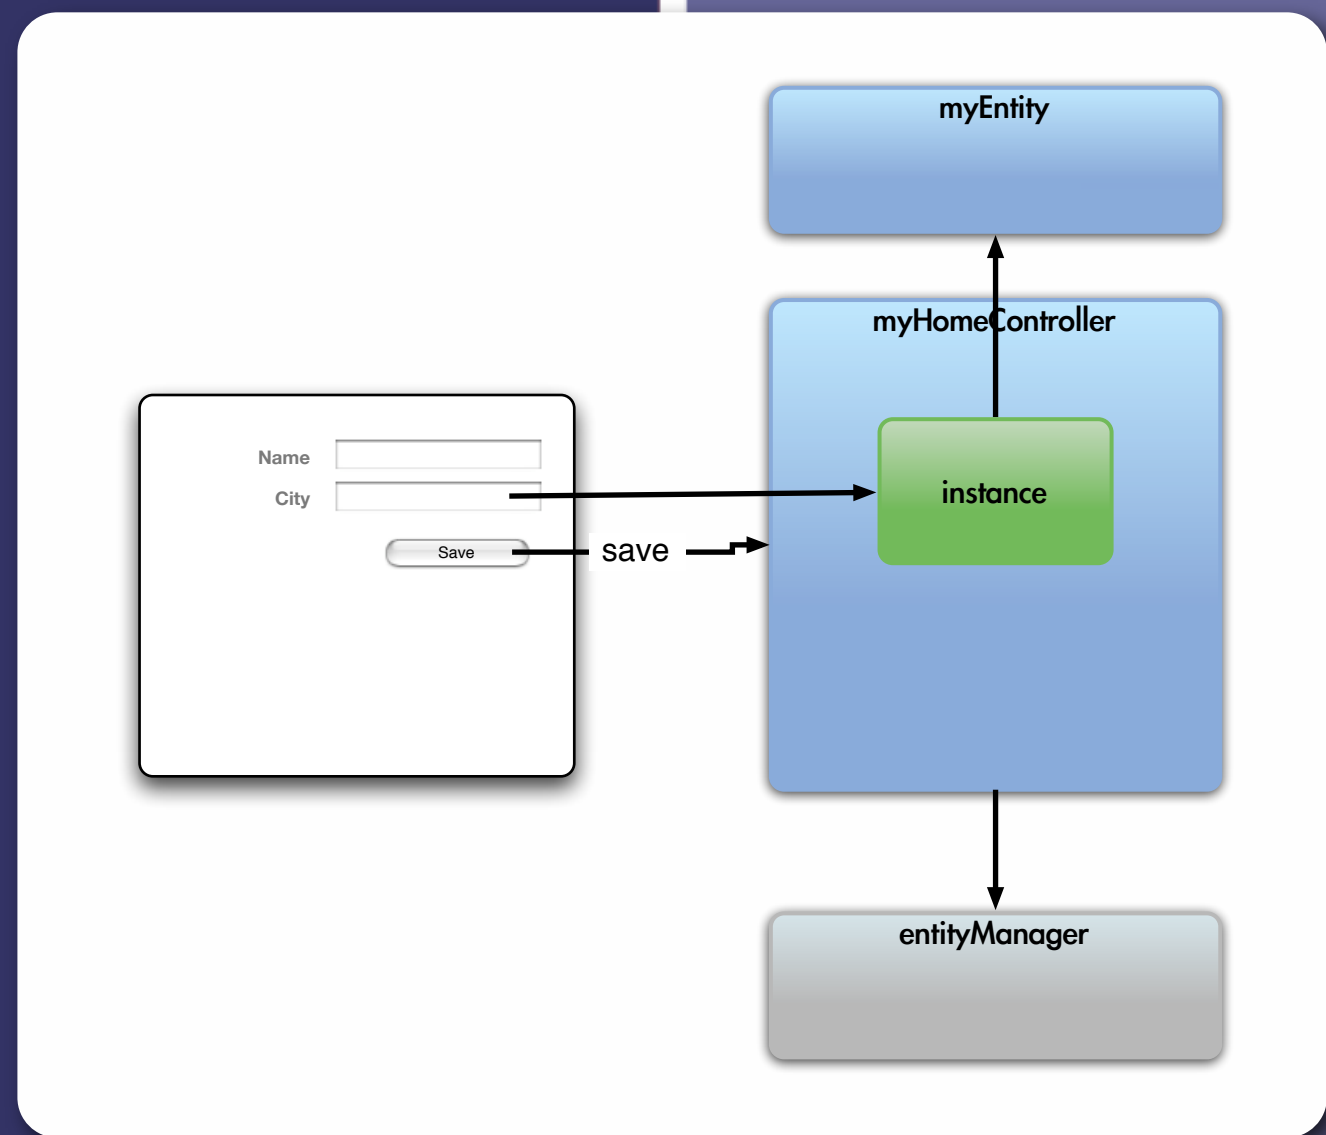 myEntity
myHomeController
Name
City
instance
Save
save
entityManager